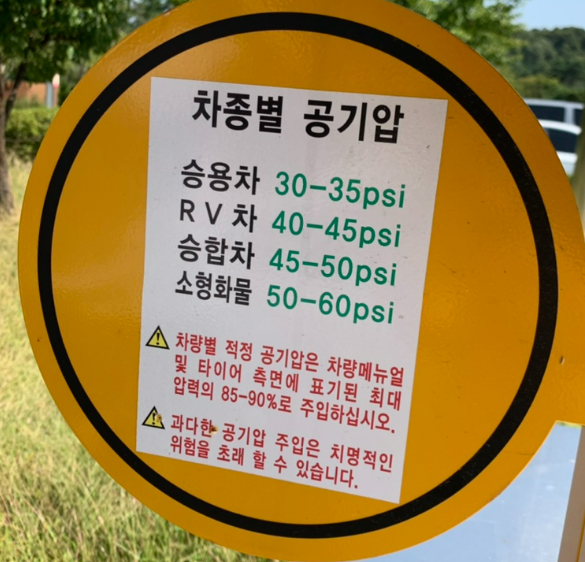 차종별 공기압
승용차 30-35psi
RV차 40-45psi
승합차 45-50psi
소형화물 50-60psi
차량별 적정 공기압은 차량메뉴얼
및 타이어 측면에 표기된 최대
압력의 85-90%로 주입하십시오.
과다한 공기압 주입은 치명적인
위험을 초래 할 수 있습니다.